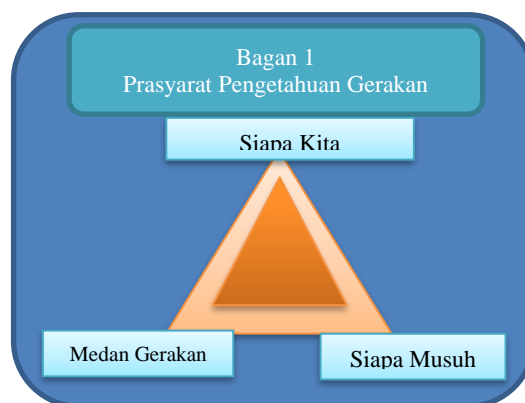 Bagan 1
Prasyarat Pengetahuan Gerakan
Siapa Kita
Medan Gerakan
Siapa Musuh